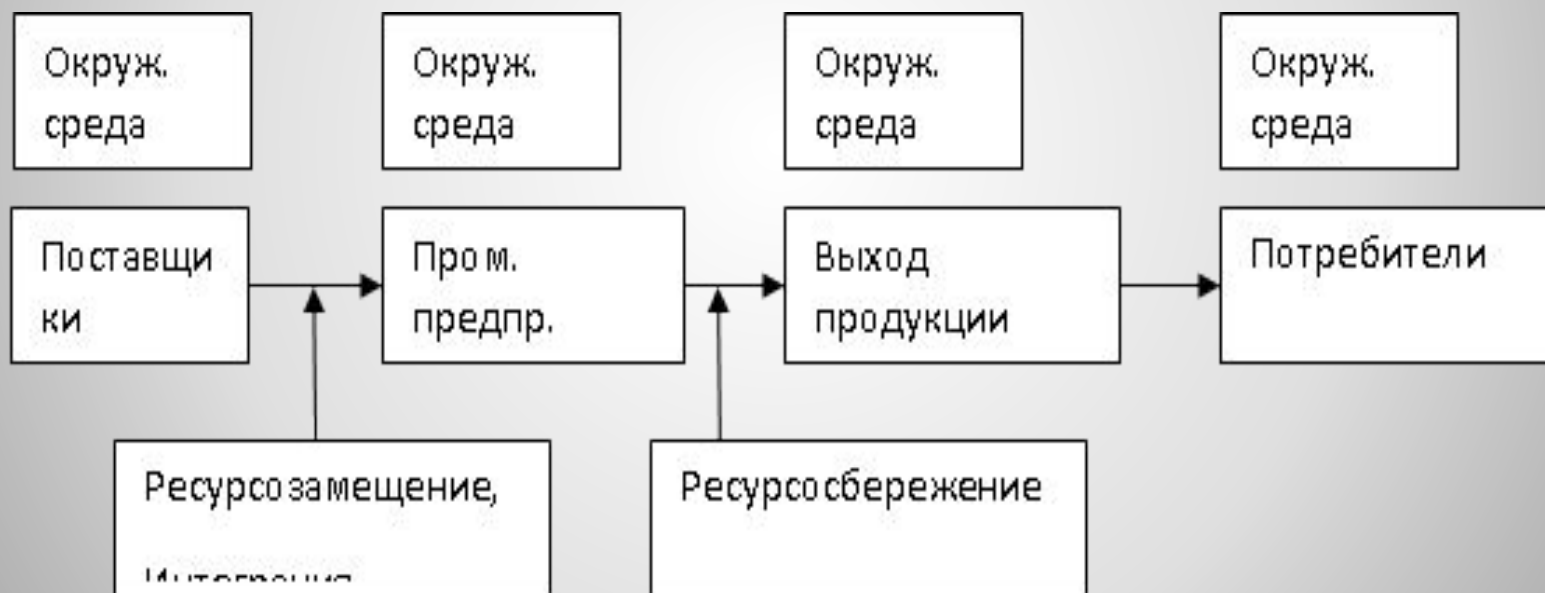 Окруж.
среда
Окруж.
среда
Окруж.
среда
Окруж.
среда
Поставщи
ки
Пром.
предпр.
Выход
продукции
Потребители
Ресурсозамещение,
Ресурсосбережение